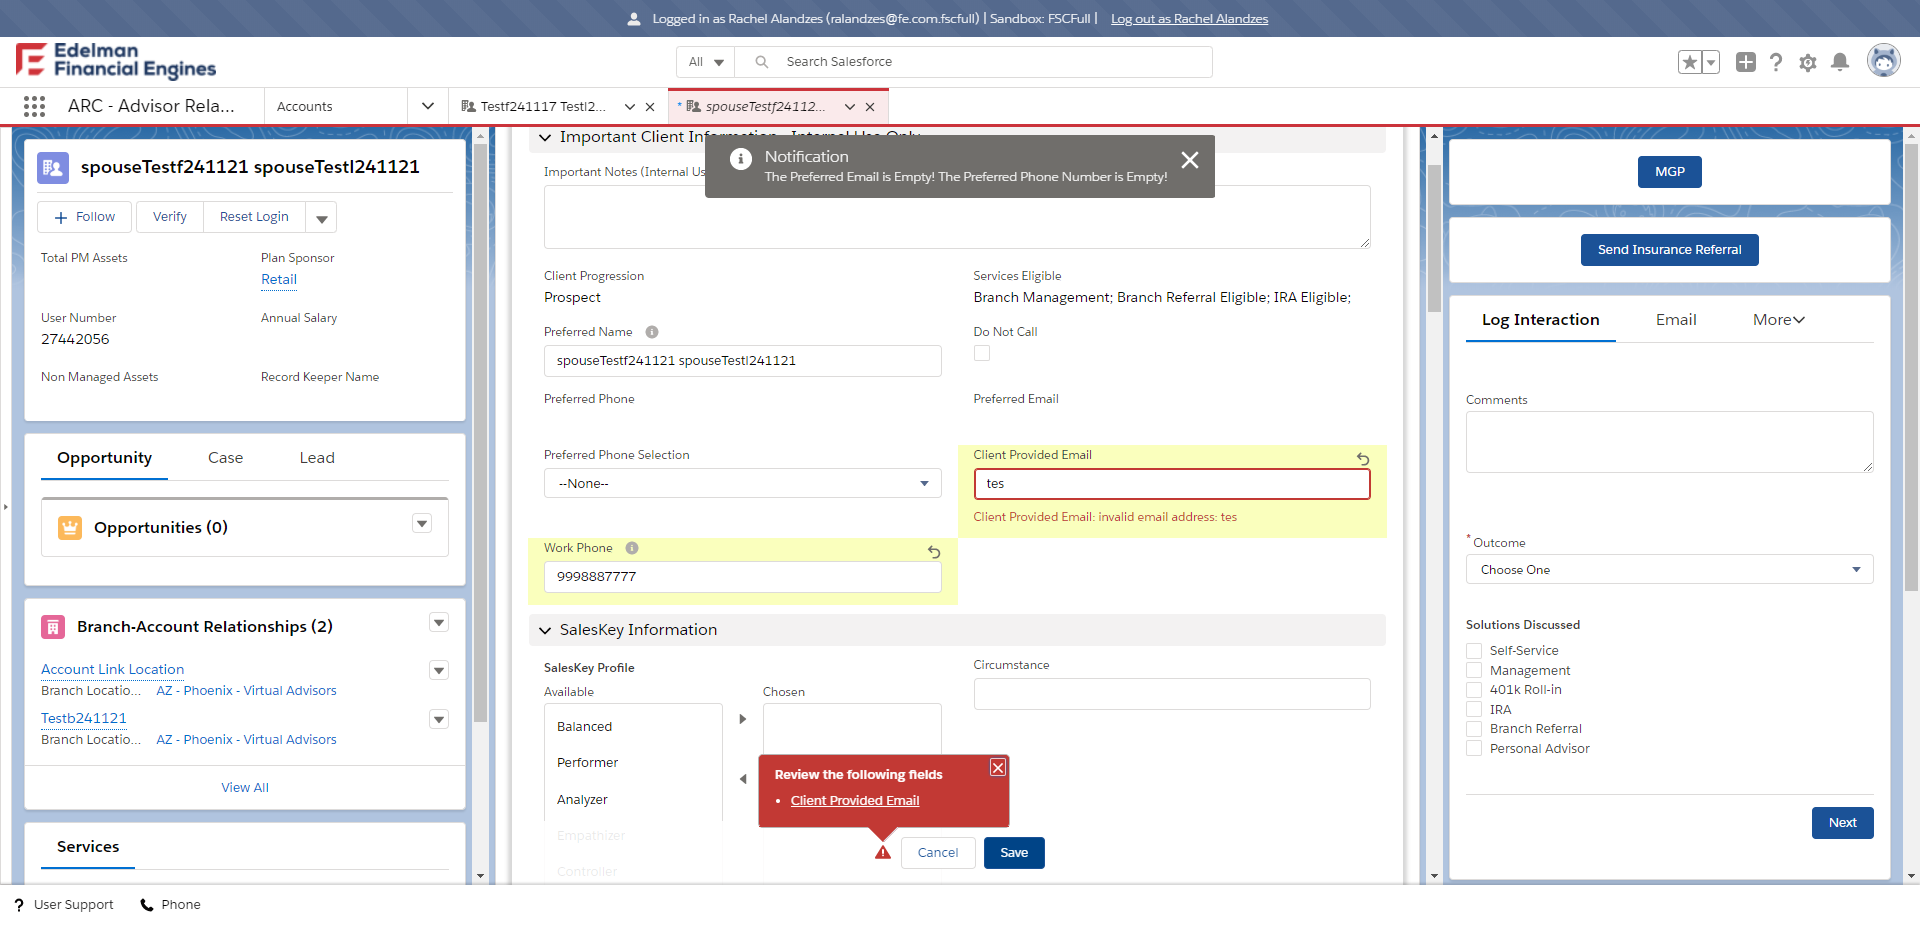 Logged in as Rachel Alandzes (ralandzes@fe.com.fscfull) | Sandbox: FSCFull | Log out as Rachel Alandzes
Edelman
Financial Engines
All
Search Salesforce
ARC - Advisor Rela...
Accounts
Testf241117 Testl2...
* spouseTestf24112...
spouseTestf241121 spouseTestl241121
Follow
Verify
Reset Login
Total PM Assets
Plan Sponsor
Retail
User Number
27442056
Annual Salary
Non Managed Assets
Record Keeper Name
Opportunity
Case
Lead
Opportunities (0)
Branch-Account Relationships (2)
Account Link Location
Branch Locatio... AZ - Phoenix - Virtual Advisors
Testb241121
Branch Locatio... AZ - Phoenix - Virtual Advisors
View All
Services
Important Client Information - Internal Use Only
Notification
The Preferred Email is Empty! The Preferred Phone Number is Empty!
Important Notes (Internal Us
Client Progression
Prospect
Services Eligible
Branch Management; Branch Referral Eligible; IRA Eligible;
Preferred Name
spouseTestf241121 spouseTestl241121
Do Not Call
Preferred Phone
Preferred Email
Preferred Phone Selection
--None--
Client Provided Email
tes
Client Provided Email: invalid email address: tes
Work Phone
9998887777
SalesKey Information
SalesKey Profile
Available
Balanced
Performer
Analyzer
Empathizer
Controller
Chosen
Circumstance
Review the following fields
• Client Provided Email
Cancel
Save
MGP
Send Insurance Referral
Log Interaction
Email
More
Comments
* Outcome
Choose One
Solutions Discussed
Self-Service
Management
401k Roll-in
IRA
Branch Referral
Personal Advisor
Next
? User Support
Phone